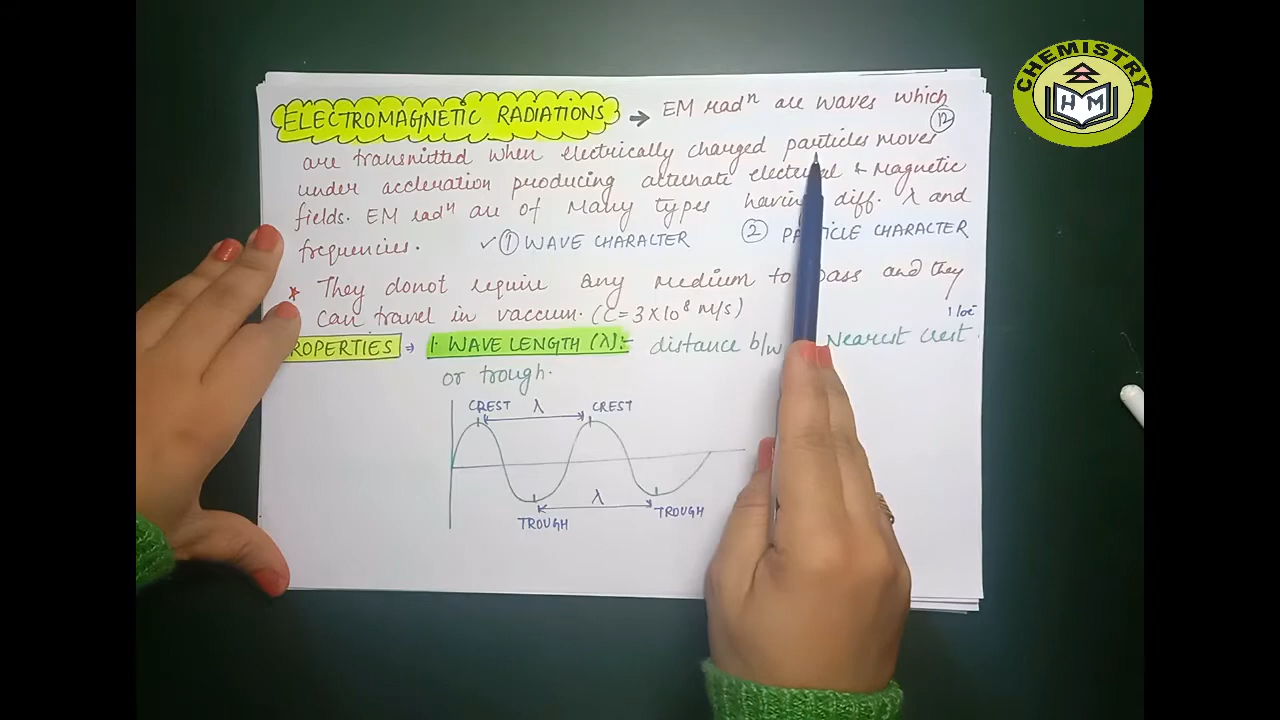 CHEMISTRY
HM
ELECTROMAGNETIC RADIATIONS → EM radⁿ are waves which
12
are transmitted when electrically charged particles moves
under accleration producing alternate electrical & Magnetic
fields. EM radⁿ are of Many types having diff. λ and
frequencies. ✓① WAVE CHARACTER ② PARTICLE CHARACTER
* They donot require any medium to pass and they
can travel in vaccum. (C = 3 X 10⁸ M/s)
PROPERTIES ⇒ 1. WAVE LENGTH (λ):- distance b/w Nearest Crest
or trough.
CREST λ CREST
λ
TROUGH TROUGH